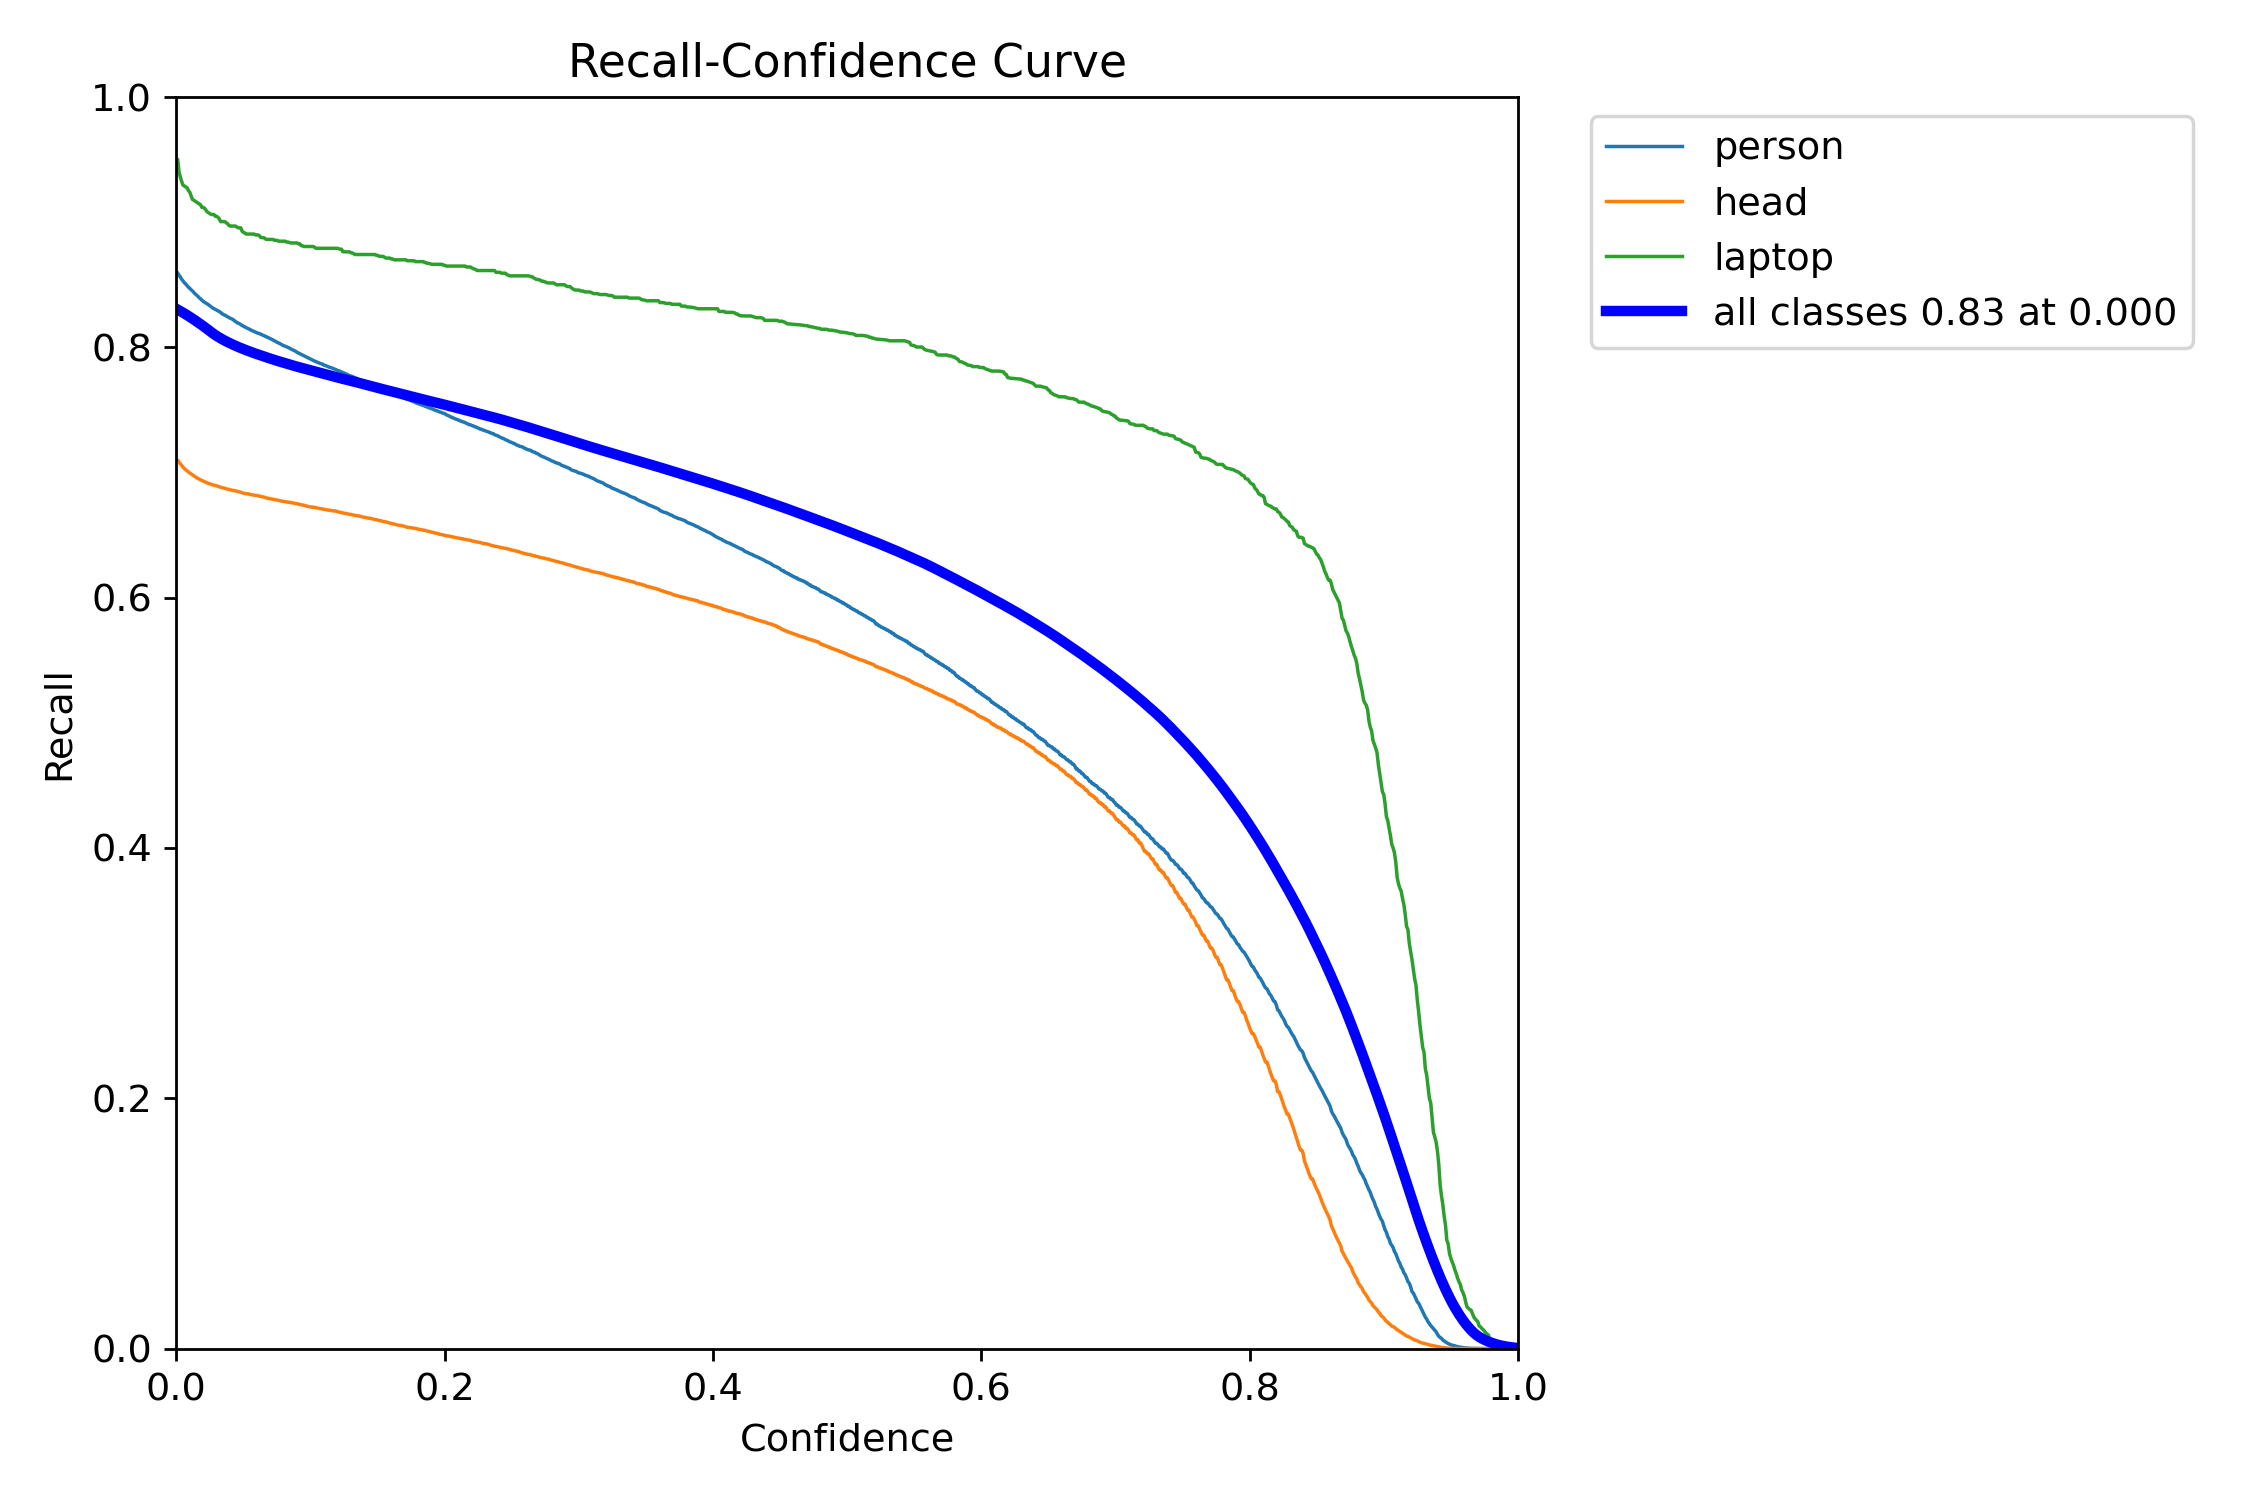 Recall-Confidence Curve
1.0
0.8
0.6
0.4
0.2
0.0
Recall
0.0 0.2 0.4 0.6 0.8 1.0
Confidence
person
head
laptop
all classes 0.83 at 0.000